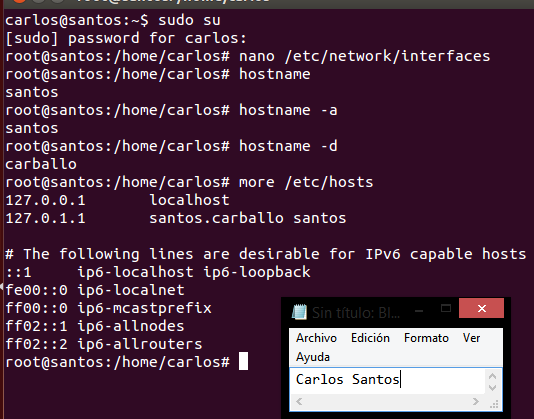 carlos@santos:~$ sudo su
[sudo] password for carlos:
root@santos:/home/carlos# nano /etc/network/interfaces
root@santos:/home/carlos# hostname
santos
root@santos:/home/carlos# hostname -a
santos
root@santos:/home/carlos# hostname -d
carballo
root@santos:/home/carlos# more /etc/hosts
127.0.0.1       localhost
127.0.1.1       santos.carballo santos

# The following lines are desirable for IPv6 capable hosts
::1     ip6-localhost ip6-loopback
fe00::0 ip6-localnet
ff00::0 ip6-mcastprefix
ff02::1 ip6-allnodes
ff02::2 ip6-allrouters
root@santos:/home/carlos#
Sin título: Bl...
Archivo Edición Formato Ver
Ayuda
Carlos Santos